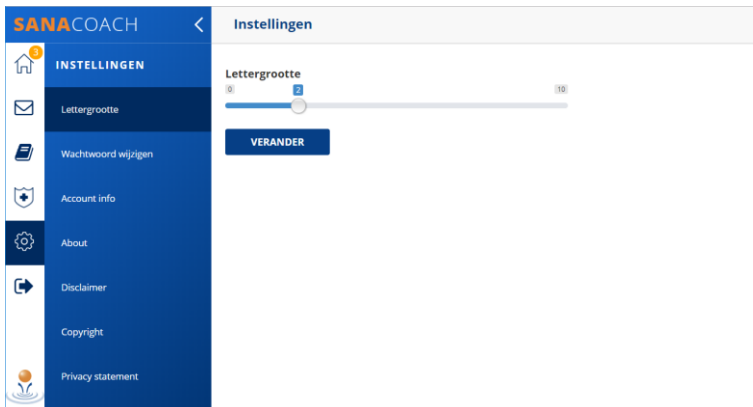 SANACOACH
Instellingen
3
INSTELLINGEN
Lettergrootte
Wachtwoord wijzigen
Account info
About
Disclaimer
Copyright
Privacy statement
Lettergrootte
0 2 10
VERANDER